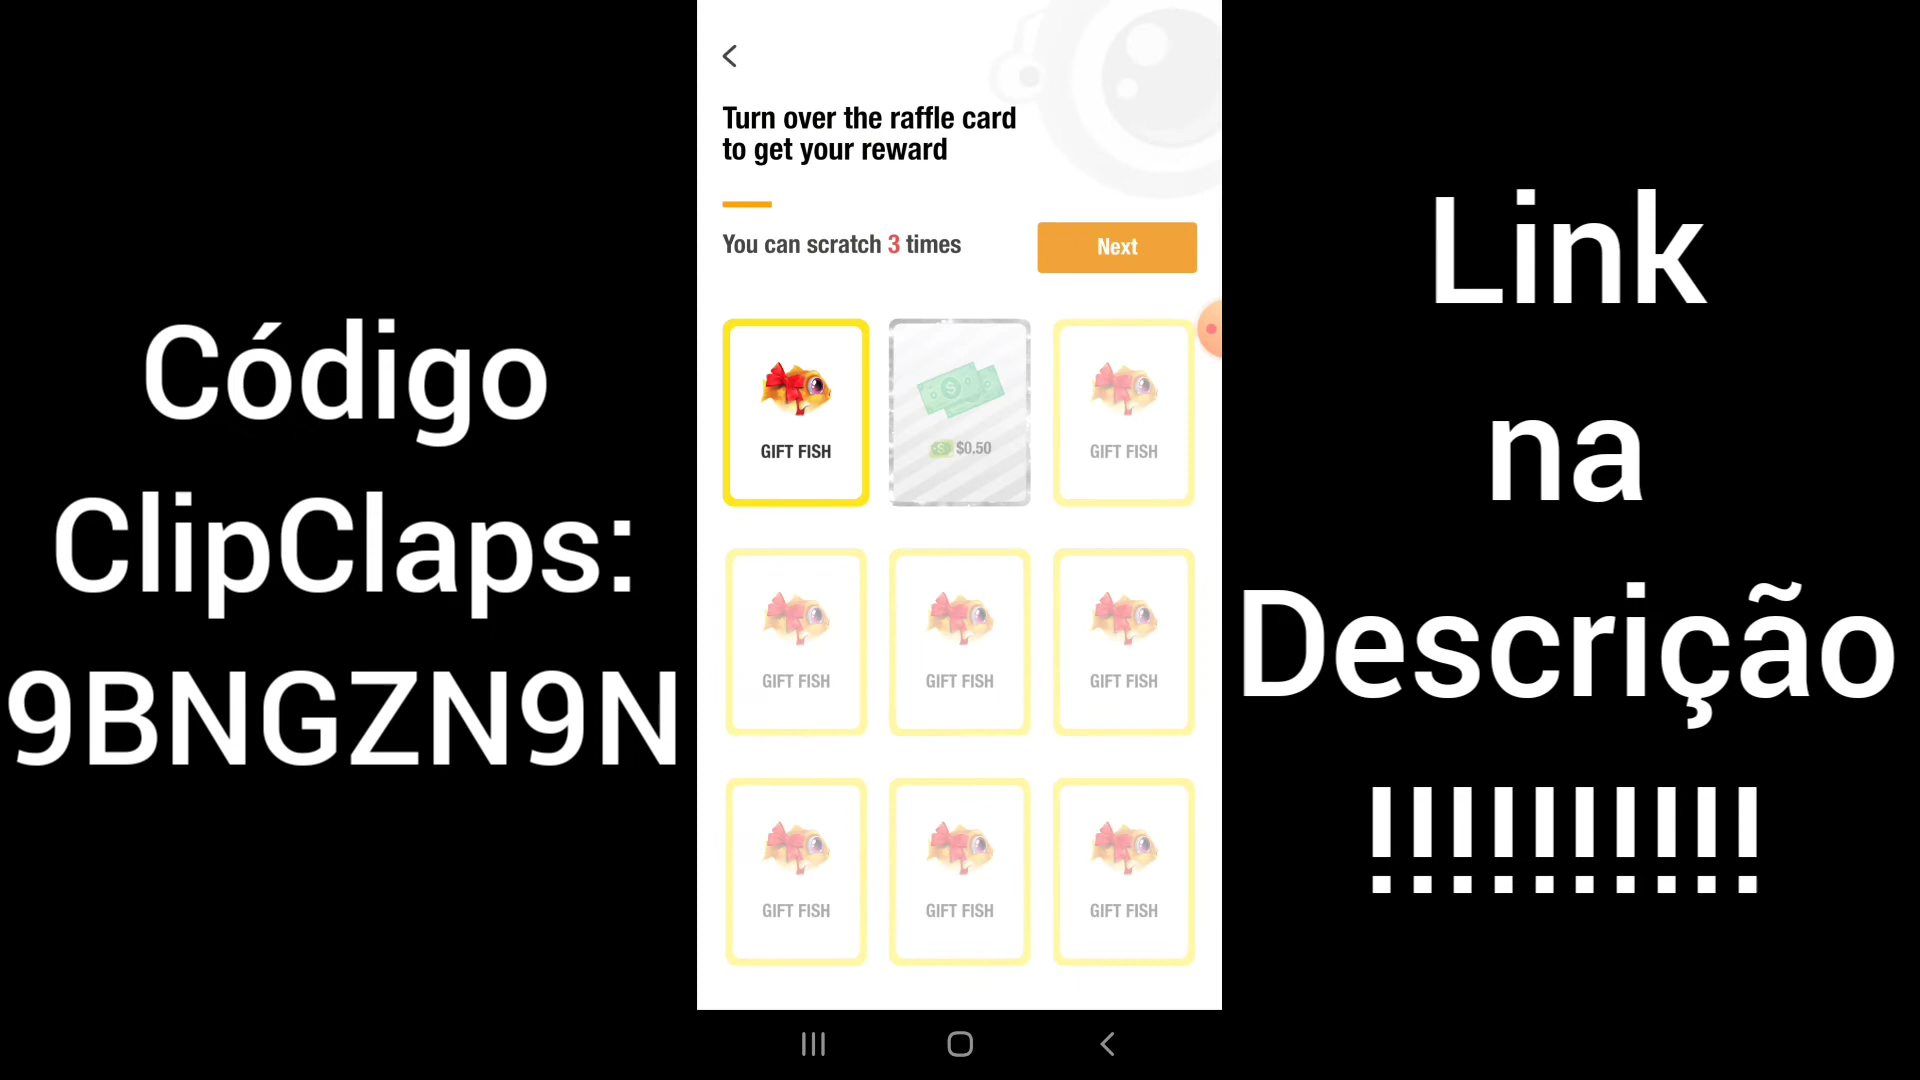 Código
ClipClaps:
9BNGZN9N
Turn over the raffle card
to get your reward
You can scratch 3 times
Next
GIFT FISH
$0.50
GIFT FISH
GIFT FISH
GIFT FISH
GIFT FISH
GIFT FISH
GIFT FISH
GIFT FISH
Link
na
Descrição
!!!!!!!!!!